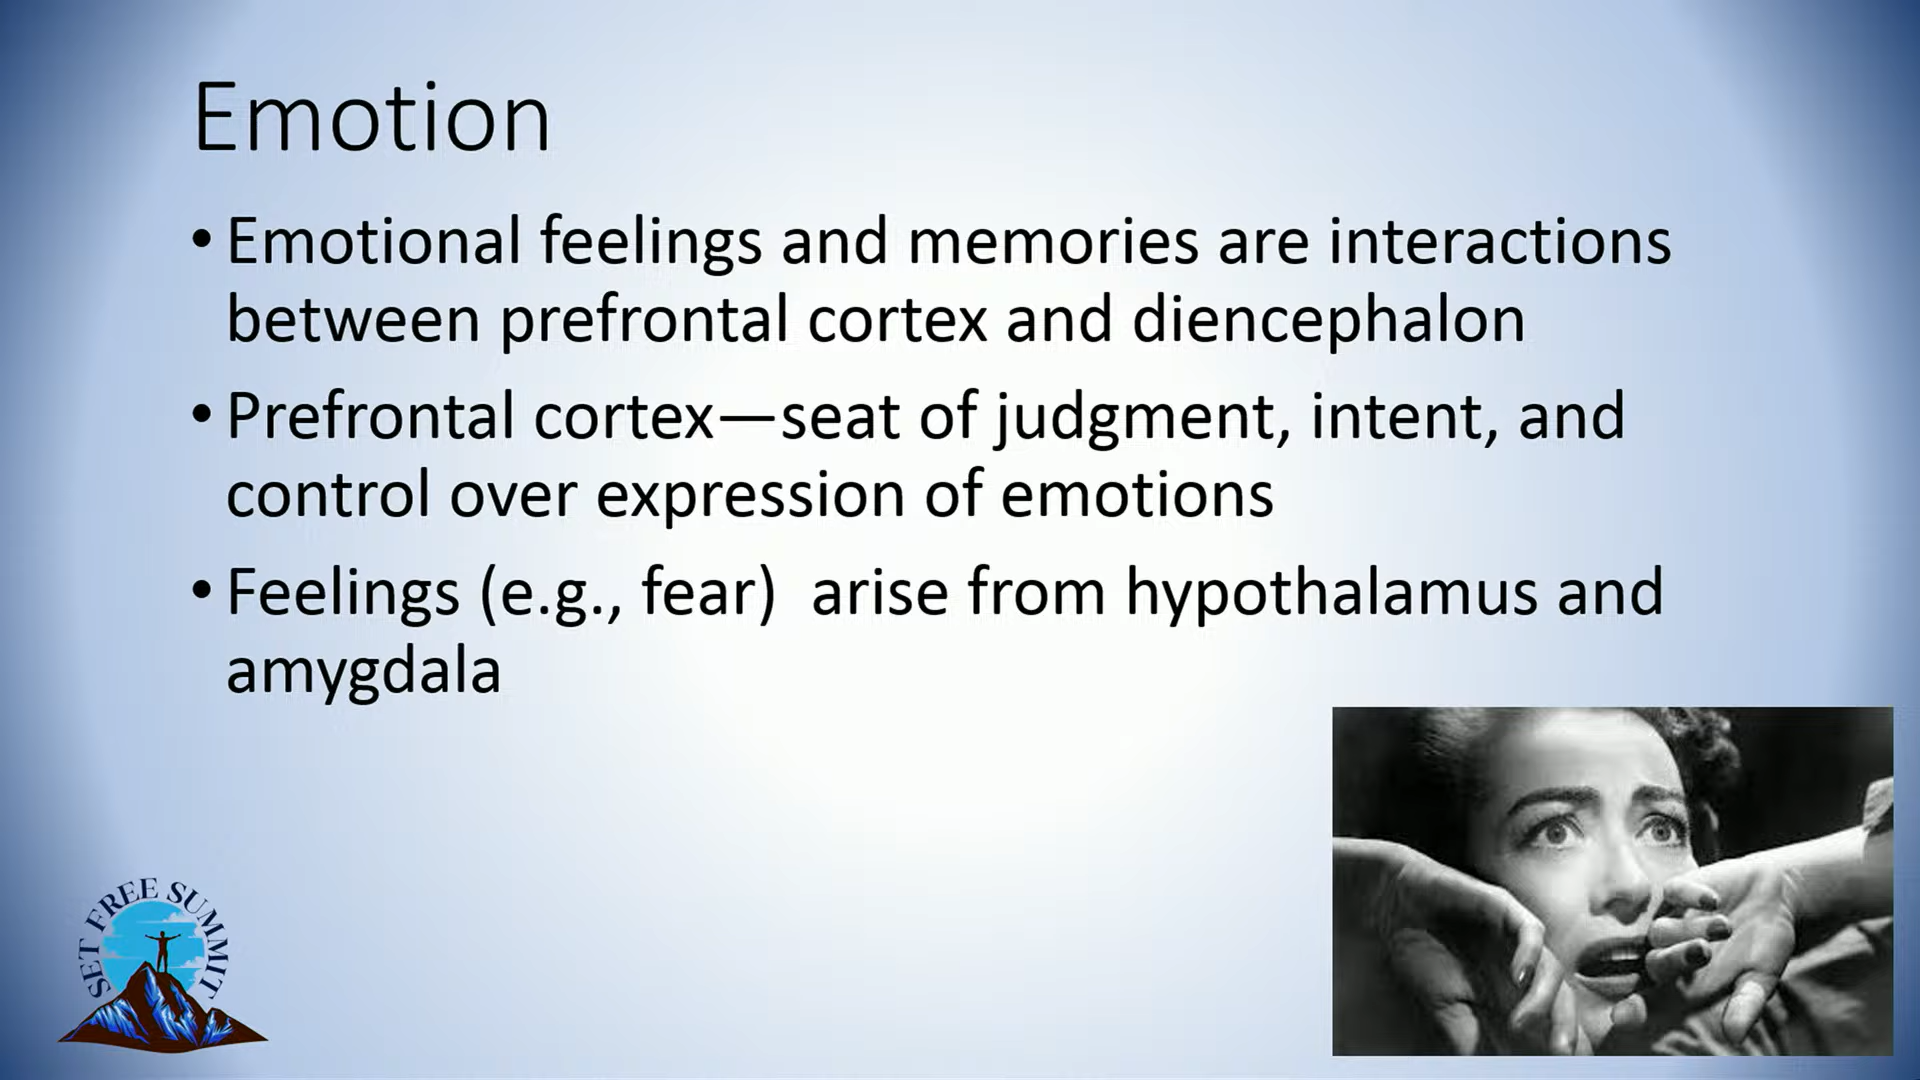 Emotion
• Emotional feelings and memories are interactions
between prefrontal cortex and diencephalon
• Prefrontal cortex—seat of judgment, intent, and
control over expression of emotions
• Feelings (e.g., fear)  arise from hypothalamus and
amygdala
SET FREE SUMMIT